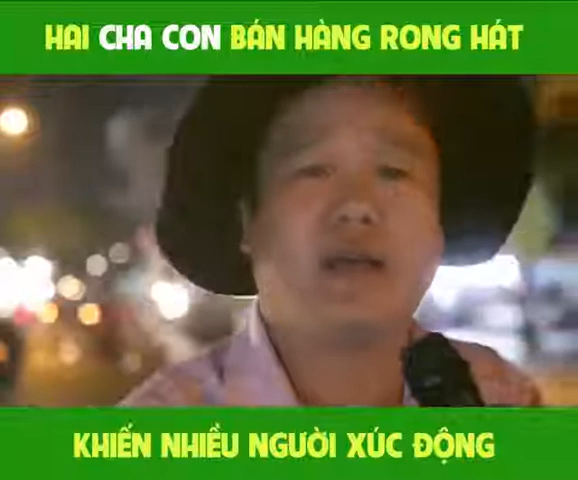 HAI CHA CON BÁN HÀNG RONG HÁT
KHIẾN NHIỀU NGƯỜI XÚC ĐỘNG